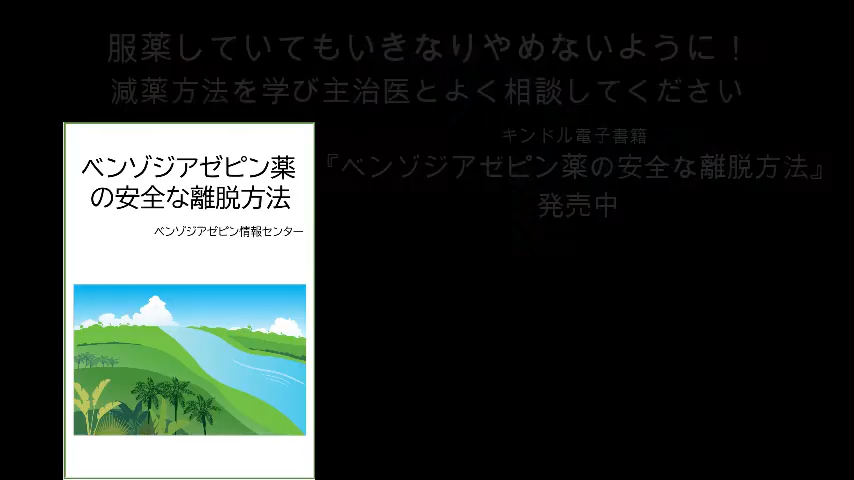 服薬していてもいきなりやめないように！
減薬方法を学び主治医とよく相談してください
キンドル電子書籍
『ベンゾジアゼピン薬の安全な離脱方法』
発売中
ベンゾジアゼピン薬
の安全な離脱方法
ベンゾジアゼピン情報センター